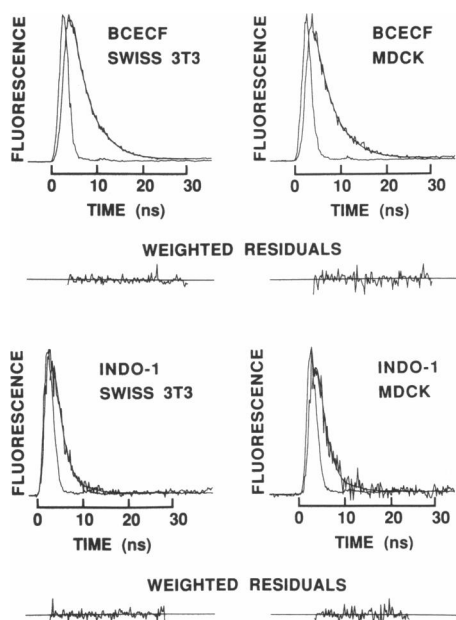 BCECF
SWISS 3T3
FLUORESCENCE
0 10 20 30
TIME (ns)
BCECF
MDCK
FLUORESCENCE
0 10 20 30
TIME (ns)
WEIGHTED RESIDUALS
INDO-1
SWISS 3T3
FLUORESCENCE
0 10 20 30
TIME (ns)
INDO-1
MDCK
FLUORESCENCE
0 10 20 30
TIME (ns)
WEIGHTED RESIDUALS